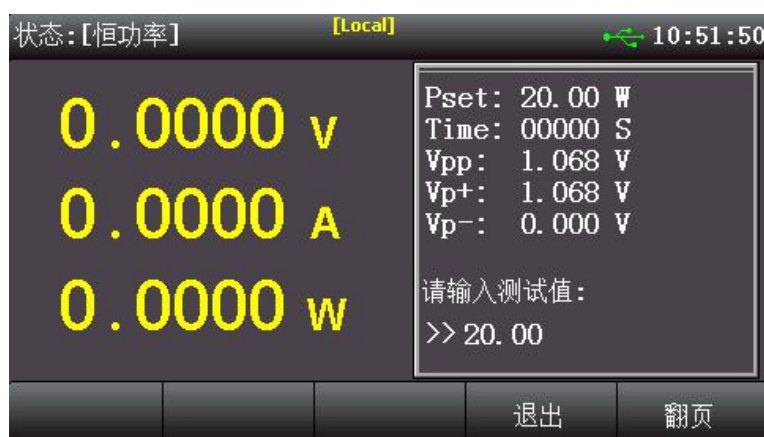 状态:[恒功率] [Local] 10:51:50
0.0000 V
0.0000 A
0.0000 W
Pset: 20.00 W
Time: 00000 S
Vpp: 1.068 V
Vp+: 1.068 V
Vp-: 0.000 V
请输入测试值:
>>20.00
退出 翻页